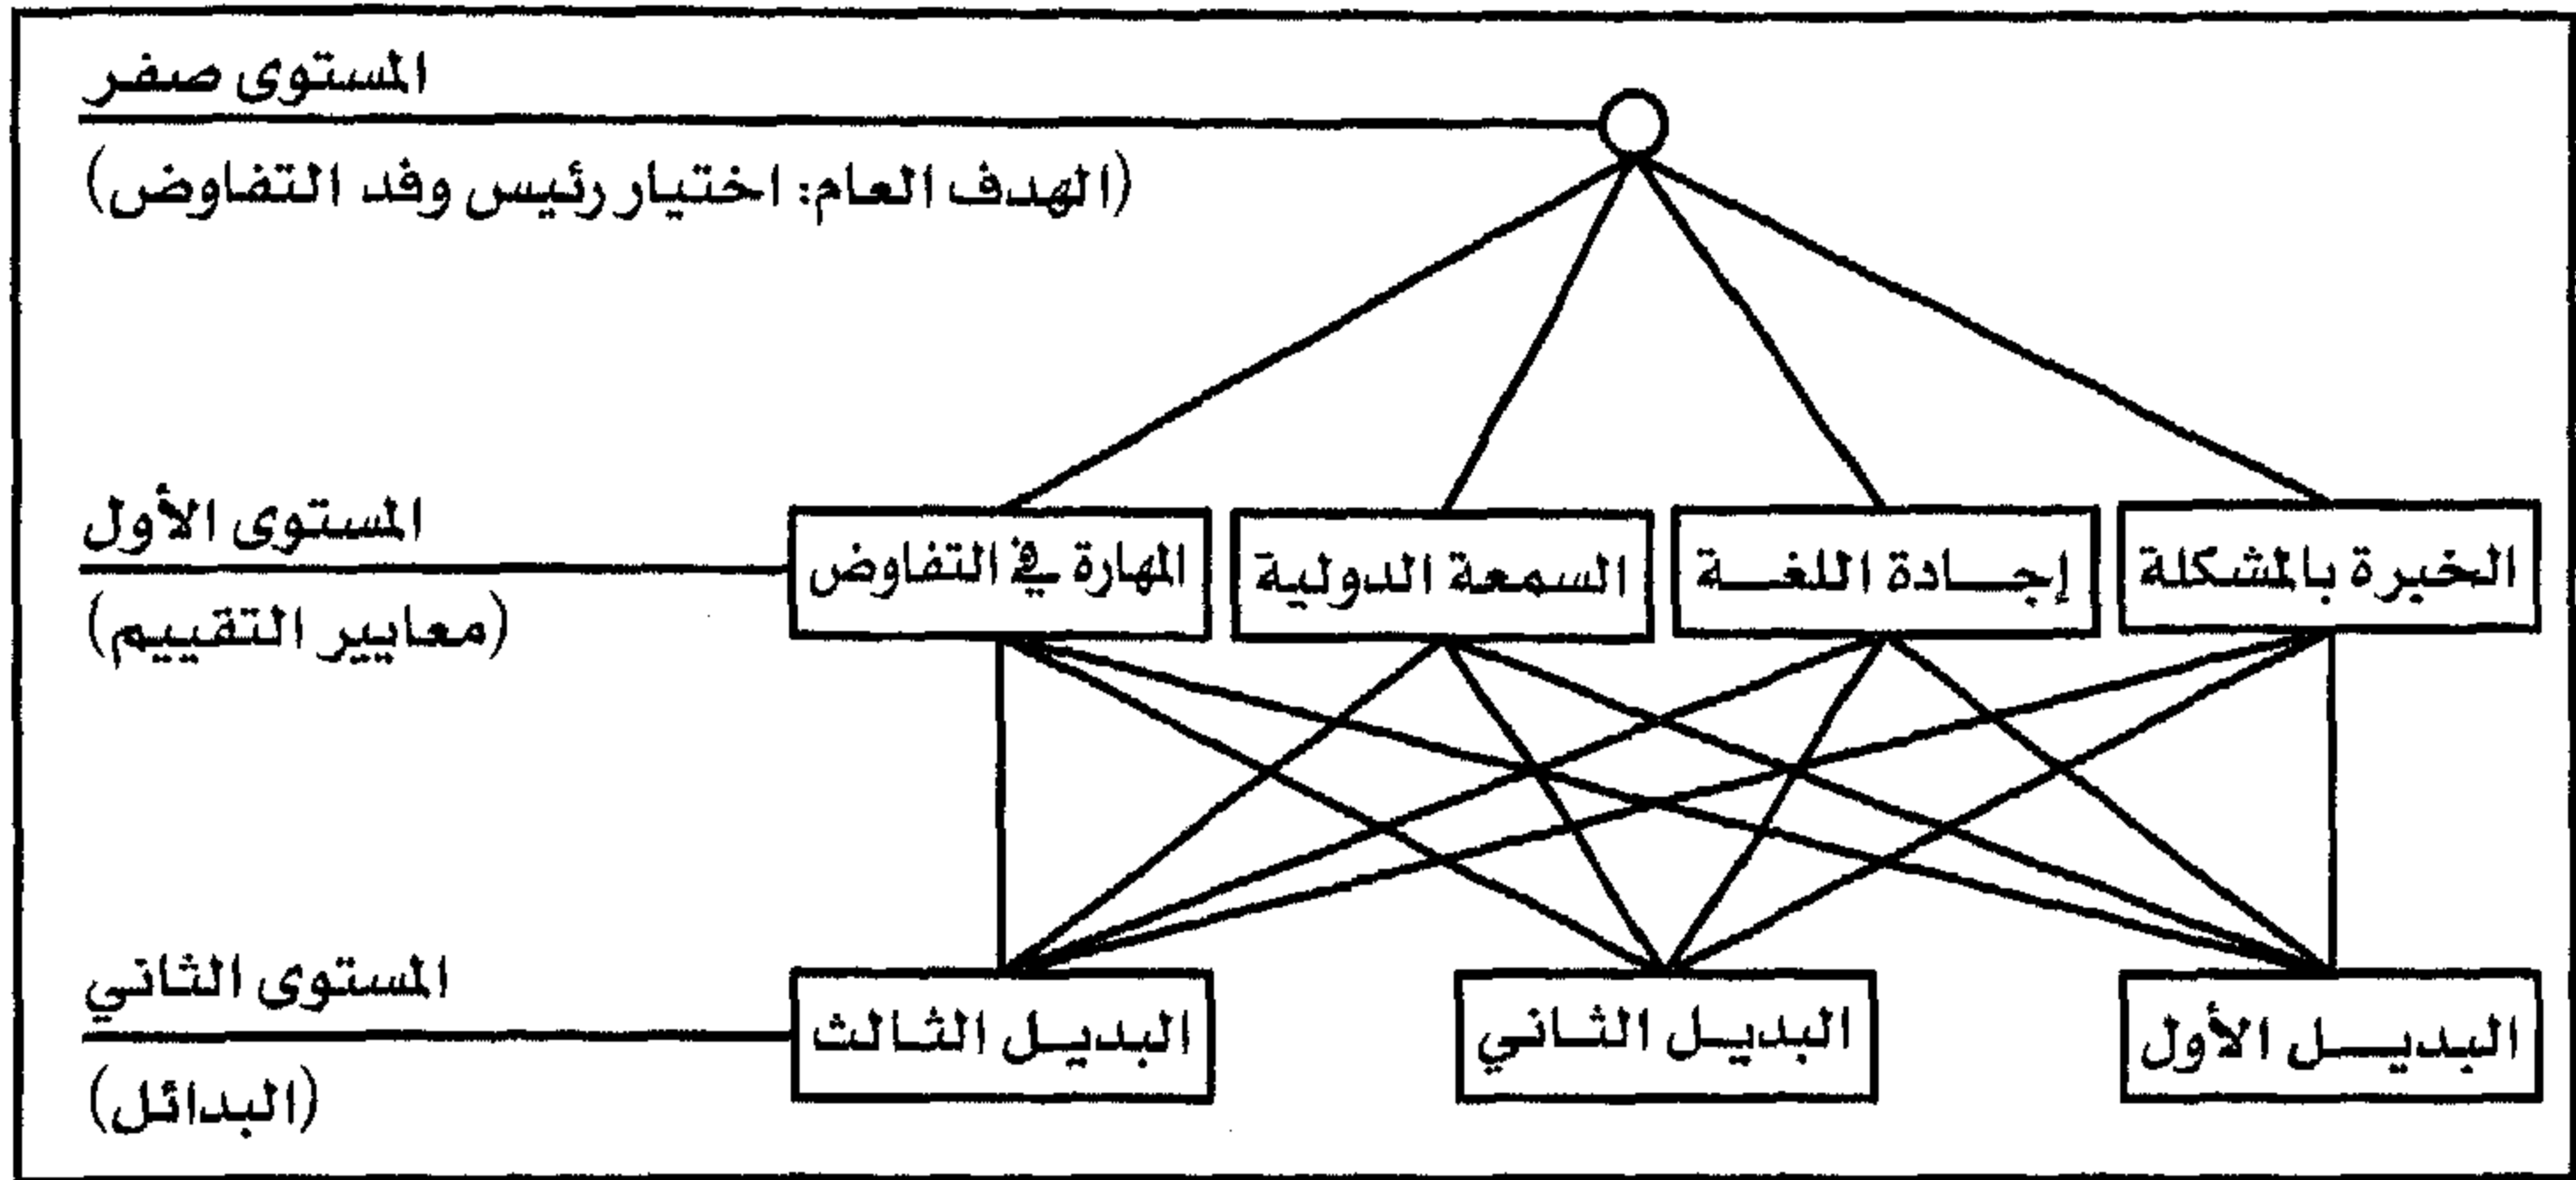 المستوى صفر
(الهدف العام: اختيار رئيس وفد التفاوض)
المستوى الأول
(معايير التقييم)
الخبرة بالمشكلة
إجادة اللغة
السمعة الدولية
المهارة في التفاوض
المستوى الثاني
(البدائل)
البديل الأول
البديل الثاني
البديل الثالث